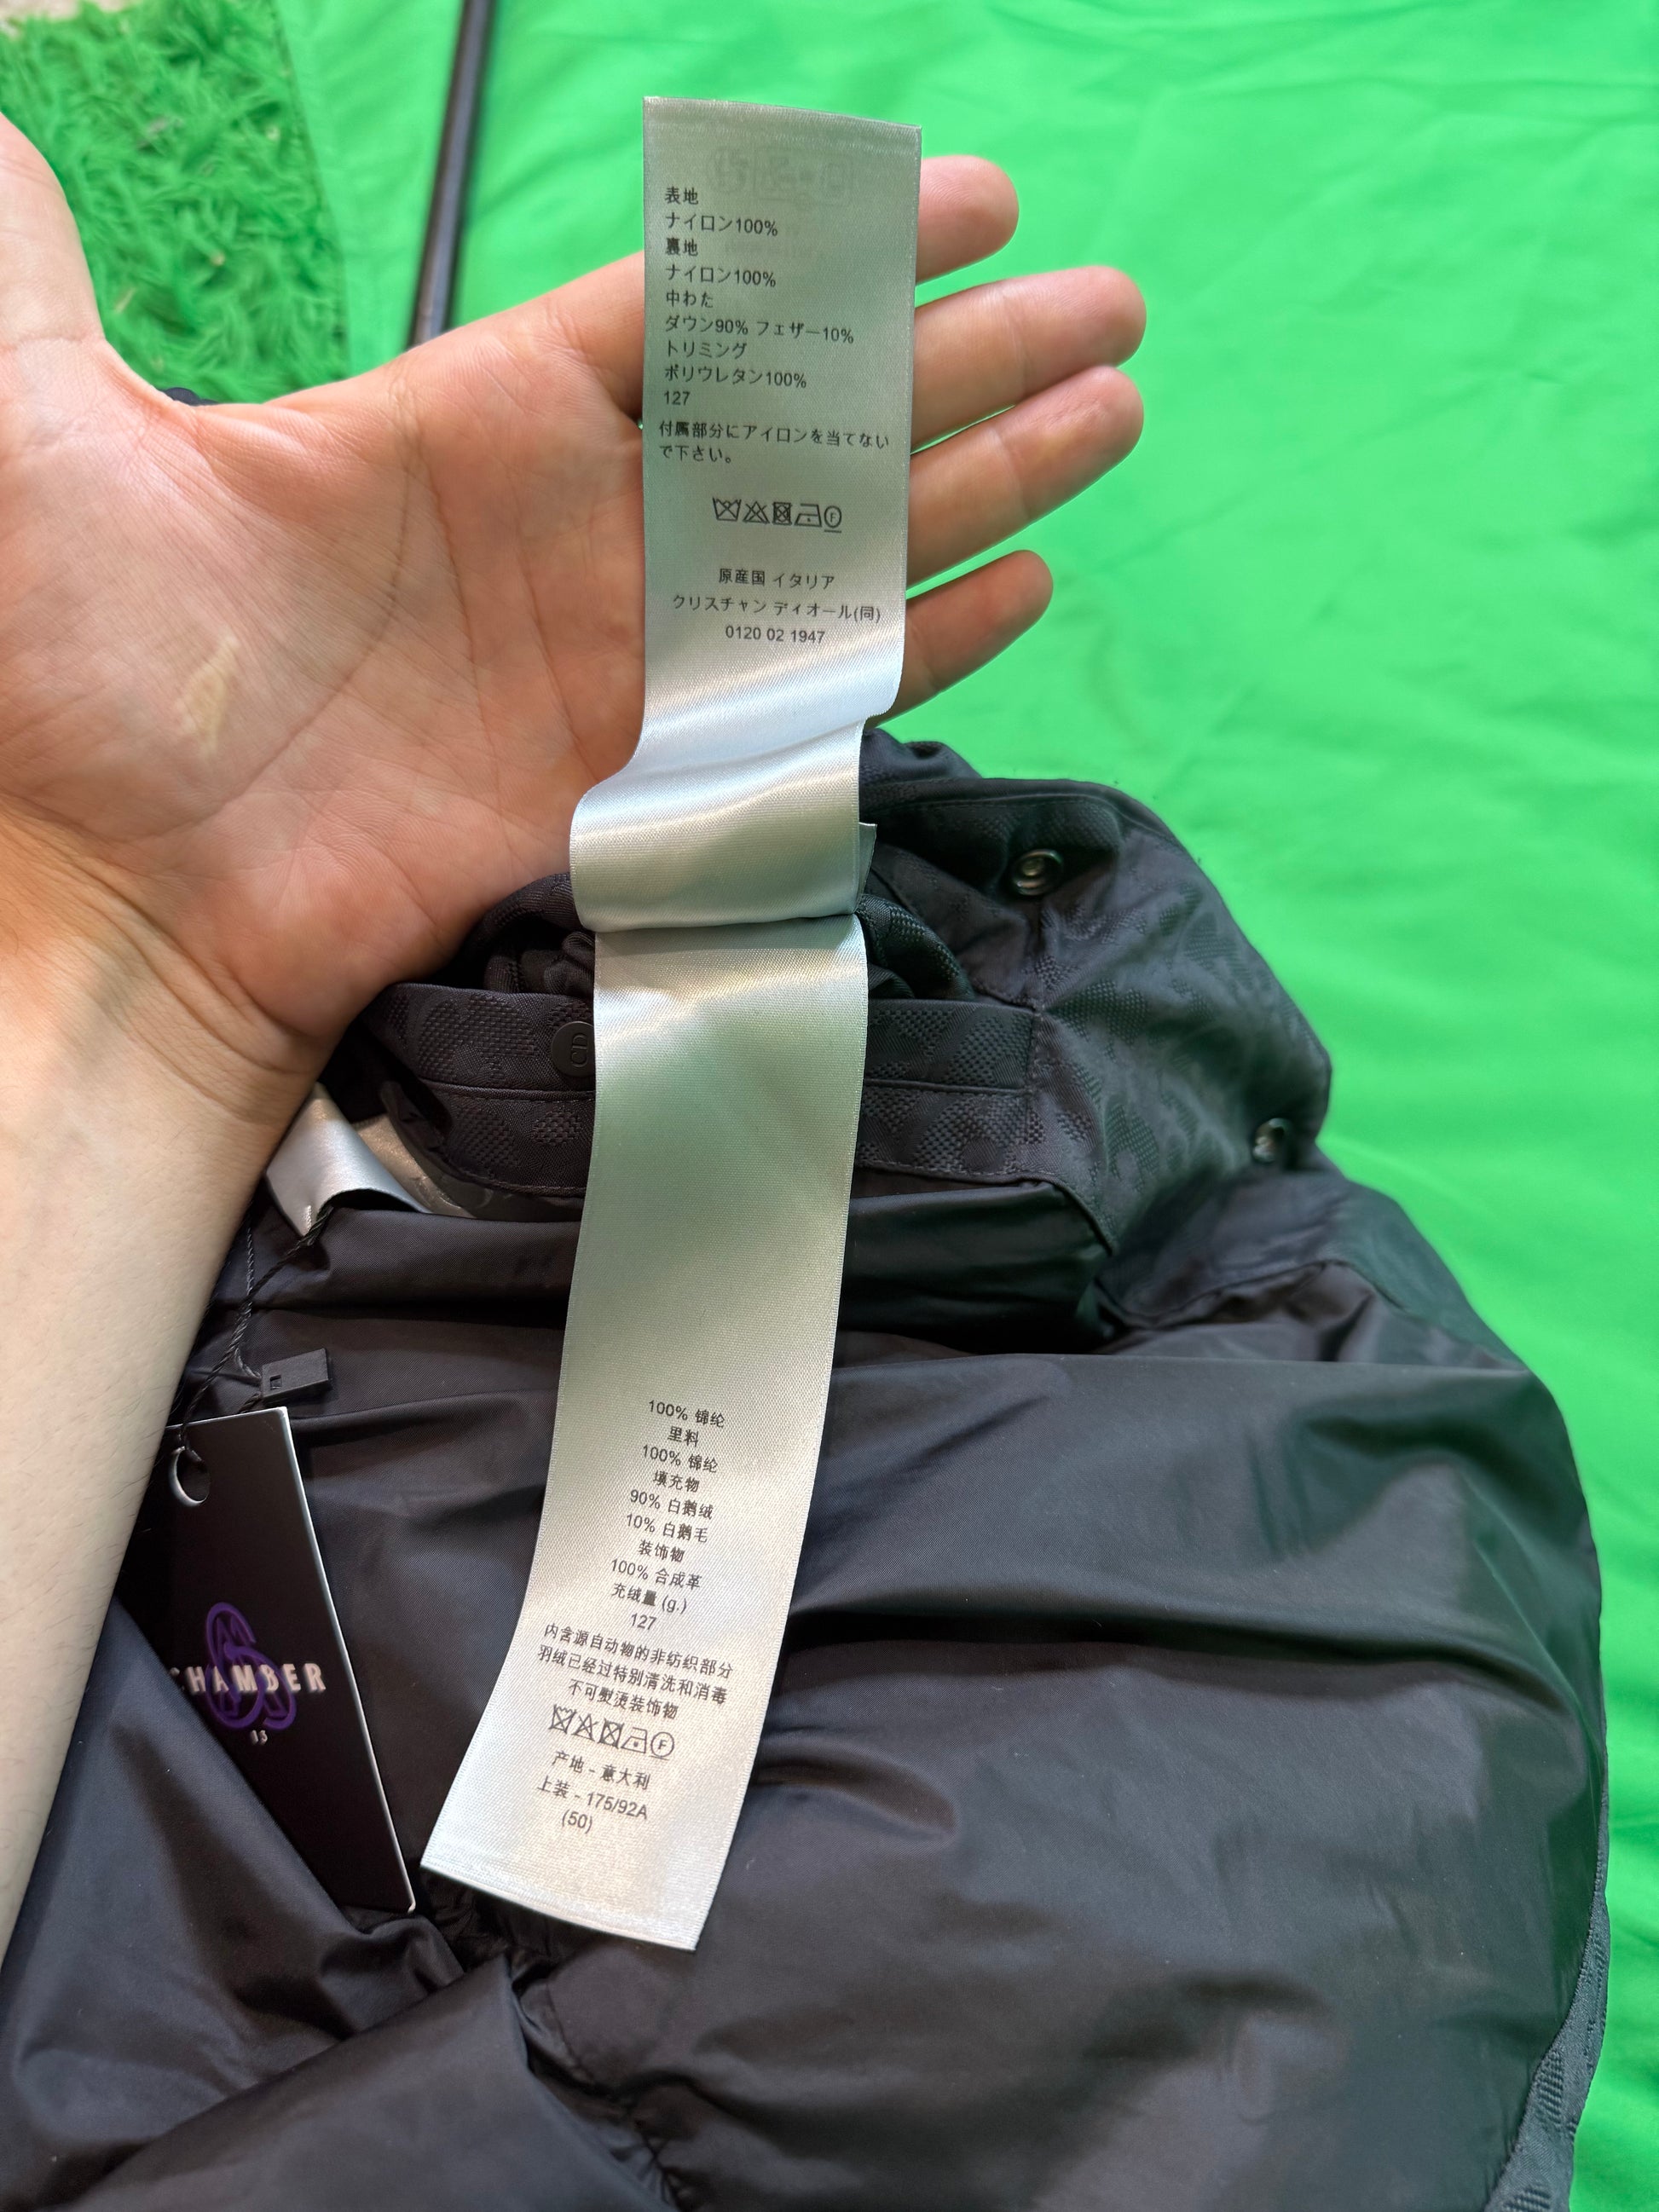 表地
ナイロン100%
裏地
ナイロン100%
中わた
ダウン90% フェザー10%
トリミング
ポリウレタン100%
127
付属部分にアイロンを当てない
で下さい。
F
原産国 イタリア
クリスチャン ディオール(同)
0120 02 1947
100% 锦纶
里料
100% 锦纶
填充物
90% 白鹅绒
10% 白鹅毛
装饰物
100% 合成革
充绒量 (g.)
127
内含源自动物的非纺织部分
羽绒已经过特别清洗和消毒
不可熨烫装饰物
F
产地 - 意大利
上装 - 175/92A
(50)
CHAMBER